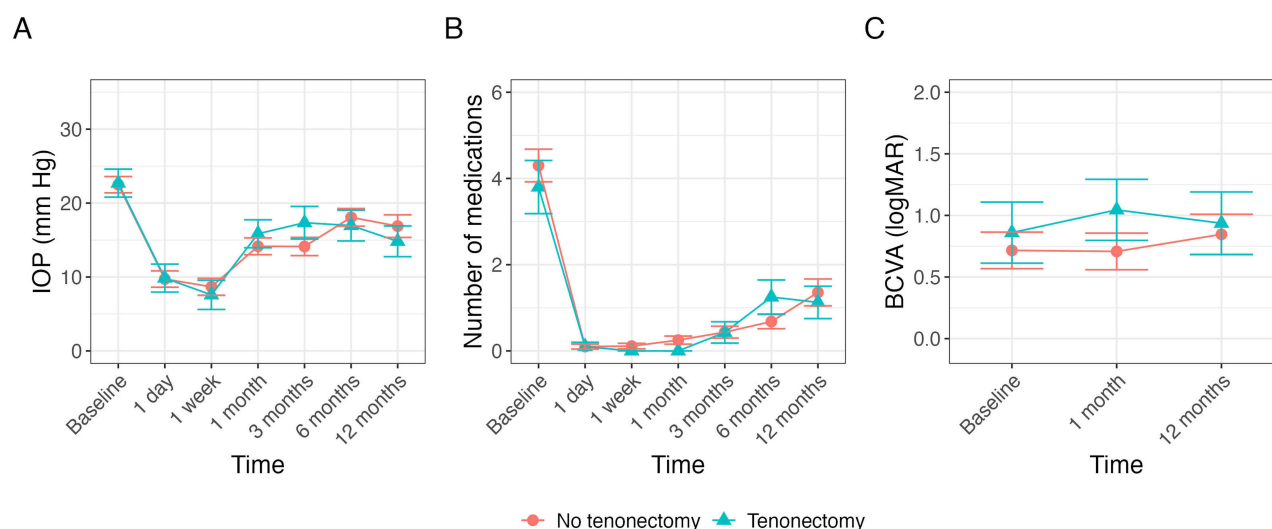 A
B
C
IOP (mm Hg)
30
20
10
0
Baseline
1 day
1 week
1 month
3 months
6 months
12 months
Time
Number of medications
6
4
2
0
Baseline
1 day
1 week
1 month
3 months
6 months
12 months
Time
BCVA (logMAR)
2.0
1.5
1.0
0.5
0.0
Baseline
1 month
12 months
Time
No tenonectomy Tenonectomy